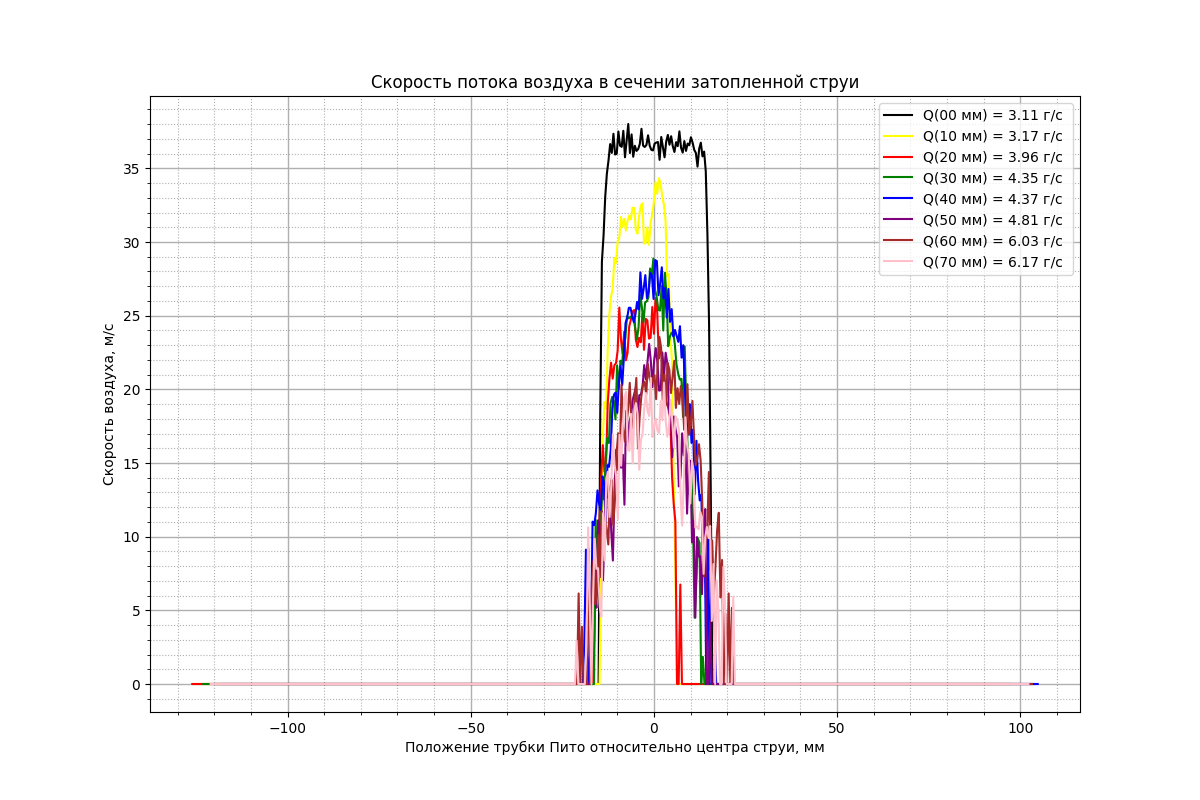 Скорость потока воздуха в сечении затопленной струи
Q(00 мм) = 3.11 г/с
Q(10 мм) = 3.17 г/с
Q(20 мм) = 3.96 г/с
Q(30 мм) = 4.35 г/с
Q(40 мм) = 4.37 г/с
Q(50 мм) = 4.81 г/с
Q(60 мм) = 6.03 г/с
Q(70 мм) = 6.17 г/с
Скорость воздуха, м/с
35
30
25
20
15
10
5
0
−100 −50 0 50 100
Положение трубки Пито относительно центра струи, мм